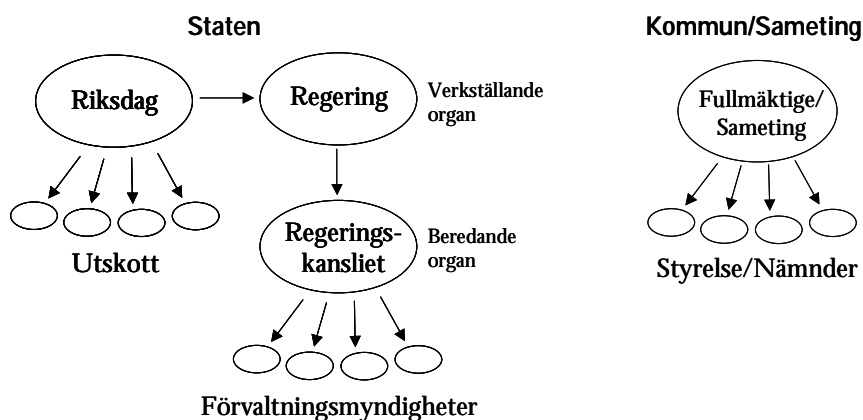 Staten
Riksdag
Regering
Verkställande
organ
Utskott
Regerings-
kansliet
Beredande
organ
Förvaltningsmyndigheter
Kommun/Sameting
Fullmäktige/
Sameting
Styrelse/Nämnder